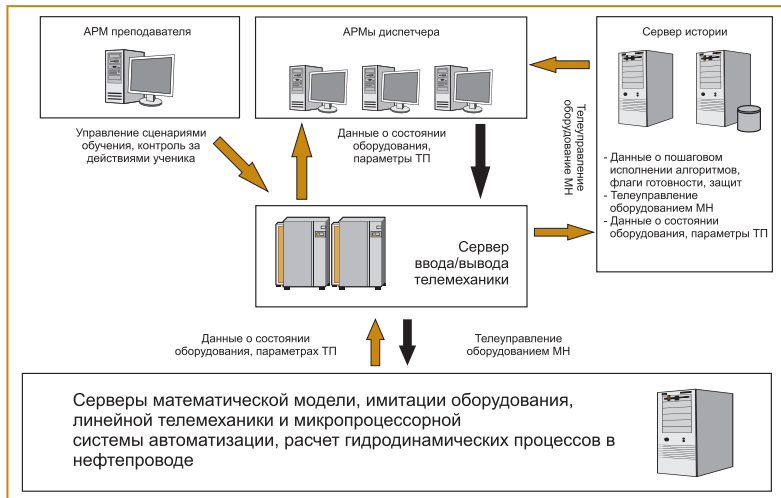 АРМ преподавателя
АРМы диспетчера
Сервер истории
Управление сценариями
обучения, контроль за
действиями ученика
Данные о состоянии
оборудования,
параметры ТП
Телеуправление
оборудование МН
- Данные о пошаговом
исполнении алгоритмов,
флаги готовности, защит
- Телеуправление
оборудованием МН
- Данные о состоянии
оборудования, параметры ТП
Сервер
ввода/вывода
телемеханики
Данные о состоянии
оборудования, параметрах ТП
Телеуправление
оборудованием МН
Серверы математической модели, имитации оборудования,
линейной телемеханики и микропроцессорной
системы автоматизации, расчет гидродинамических процессов в
нефтепроводе